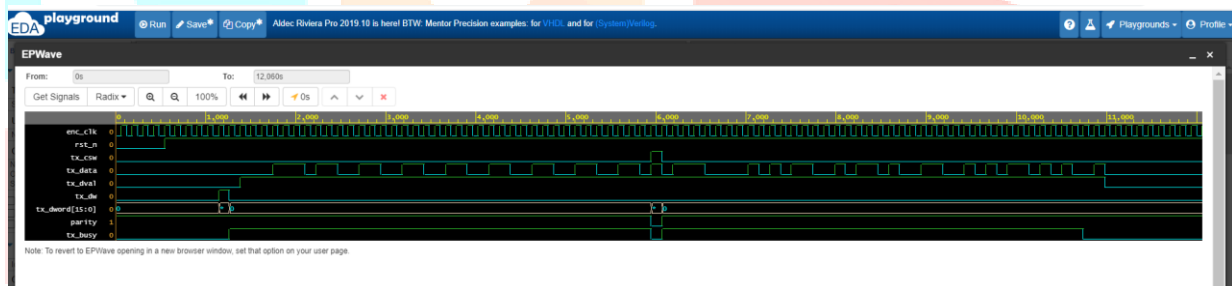 EDA playground Run Save* Copy* Aldec Riviera Pro 2019.10 is here! BTW: Mentor Precision examples: for VHDL and for (System)Verilog. Playgrounds Profile
EPWave
From: 0s To: 12,060s
Get Signals Radix 100% 0s
0 1,000 2,000 3,000 4,000 5,000 6,000 7,000 8,000 9,000 10,000 11,000
enc_clk 0
rst_n 0
tx_csw 0
tx_data 0
tx_dval 0
tx_dw 0
tx_dword[15:0] 0 0 * 0 * 0
parity 1
tx_busy 0
Note: To revert to EPWave opening in a new browser window, set that option on your user page.